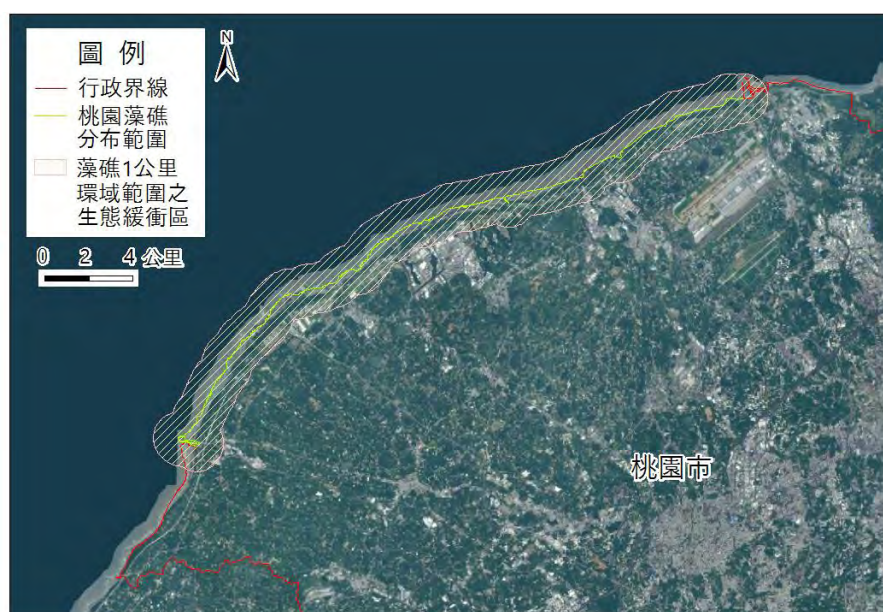 圖 例
行政界線
桃園藻礁
分布範圍
藻礁1公里
環域範圍之
生態緩衝區
0 2 4 公里
N
桃園市